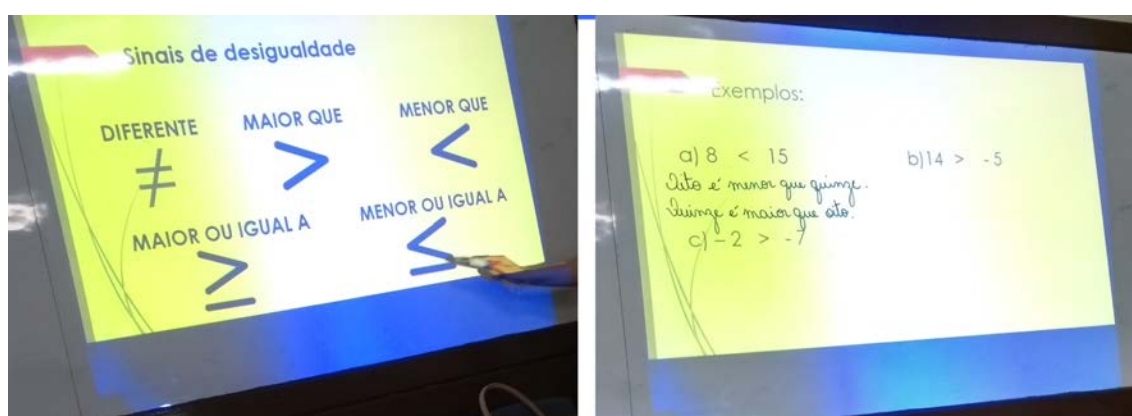 Sinais de desigualdade
DIFERENTE MAIOR QUE MENOR QUE
≠ > <
MAIOR OU IGUAL A MENOR OU IGUAL A
≥ ≤
Exemplos:
a) 8 < 15 b) 14 > - 5
Oito é menor que quinze.
Quinze é maior que oito.
c) - 2 > - 7